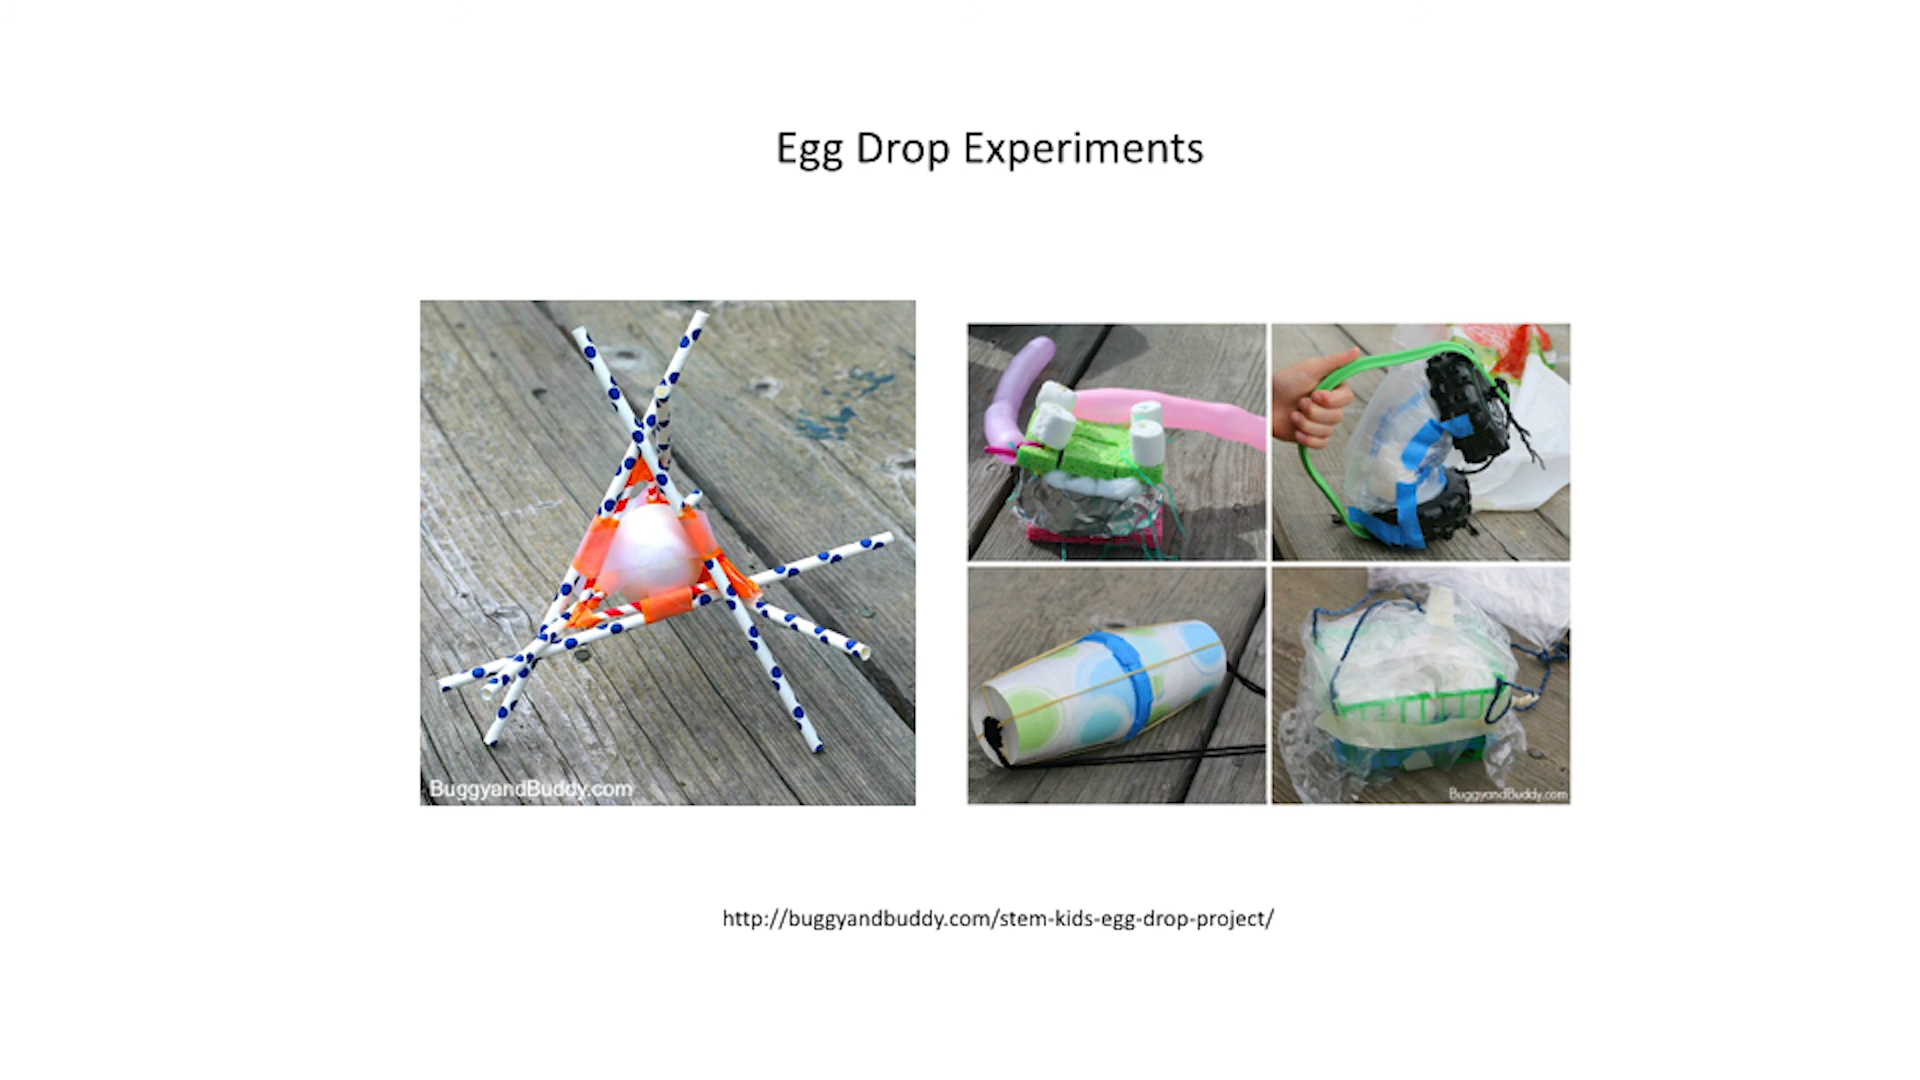 Egg Drop Experiments
BuggyandBuddy.com
BuggyandBuddy.com
http://buggyandbuddy.com/stem-kids-egg-drop-project/